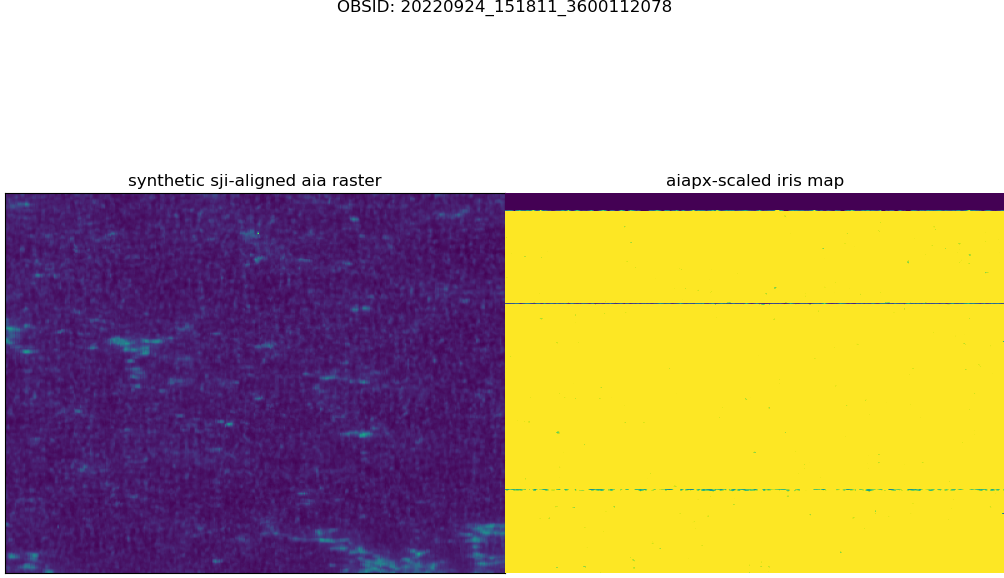 OBSID: 20220924_151811_3600112078
synthetic sji-aligned aia raster
aiapx-scaled iris map